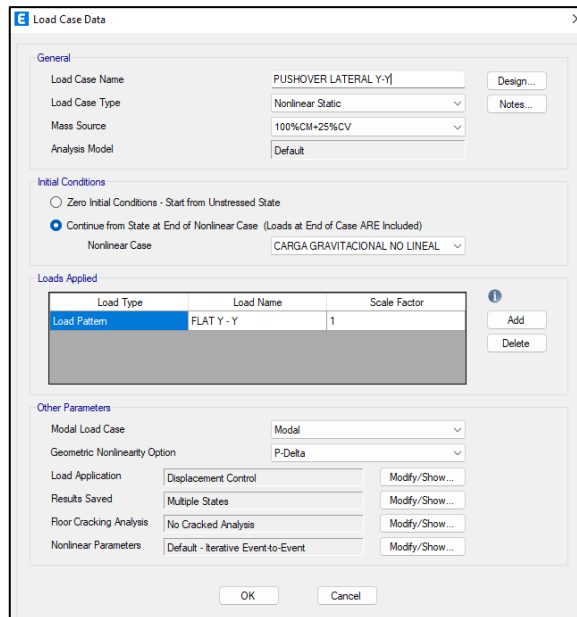 E Load Case Data
General
Load Case Name PUSHOVER LATERAL Y-Y Design...
Load Case Type Nonlinear Static Notes...
Mass Source 100%CM+25%CV
Analysis Model Default
Initial Conditions
Zero Initial Conditions - Start from Unstressed State
Continue from State at End of Nonlinear Case (Loads at End of Case ARE Included)
Nonlinear Case CARGA GRAVITACIONAL NO LINEAL
Loads Applied
Load Type Load Name Scale Factor
Load Pattern FLAT Y - Y 1 Add
Delete
Other Parameters
Modal Load Case Modal
Geometric Nonlinearity Option P-Delta
Load Application Displacement Control Modify/Show...
Results Saved Multiple States Modify/Show...
Floor Cracking Analysis No Cracked Analysis Modify/Show...
Nonlinear Parameters Default - Iterative Event-to-Event Modify/Show...
OK Cancel